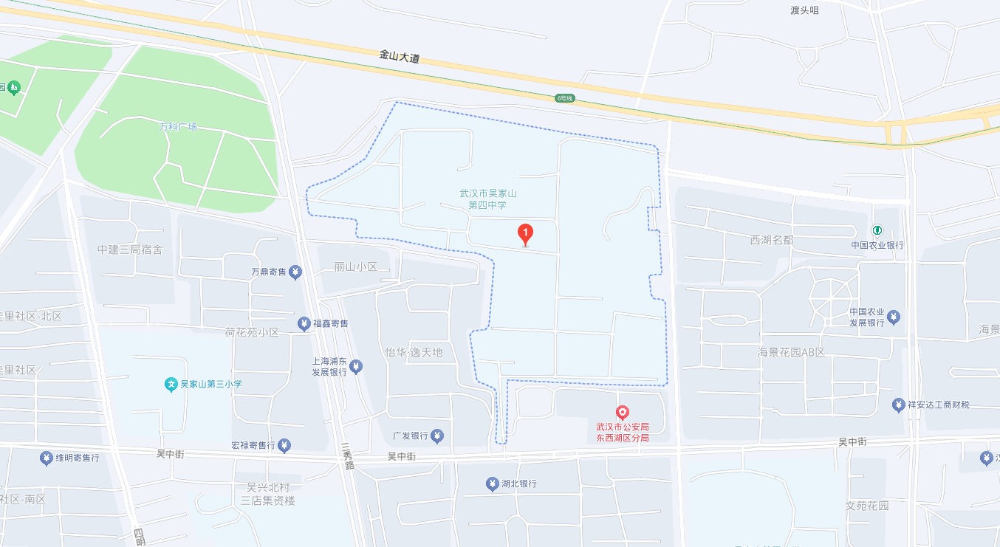 渡头咀
金山大道
6号线
园
万科广场
武汉市吴家山
第四中学
1
中建三局宿舍
西湖名都
中国农业银行
丽山小区
万鼎寄售
里社区-北区
福鑫寄售
荷花苑小区
中国农业
发展银行
海景
怡华·逸天地
海景花园AB区
上海浦东
发展银行
里社区
吴家山第三小学
祥安达工商财税
武汉市公安局
东西湖区分局
广发银行
宏禄寄售行
吴中街
吴中街
吴中街
维明寄售行
三秀路
湖北银行
吴兴北村
三店集资楼
社区-南区
文苑花园
四明